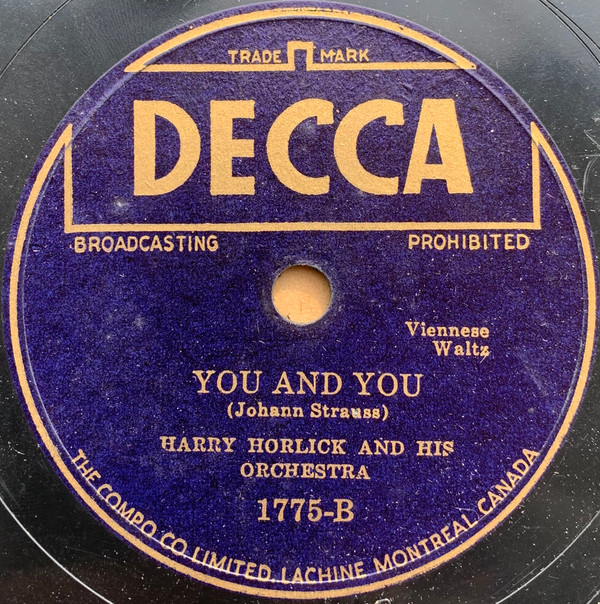 TRADE MARK
DECCA
BROADCASTING PROHIBITED
Viennese
Waltz
YOU AND YOU
(Johann Strauss)
HARRY HORLICK AND HIS
ORCHESTRA
1775-B
THE COMPO CO. LIMITED, LACHINE MONTREAL CANADA